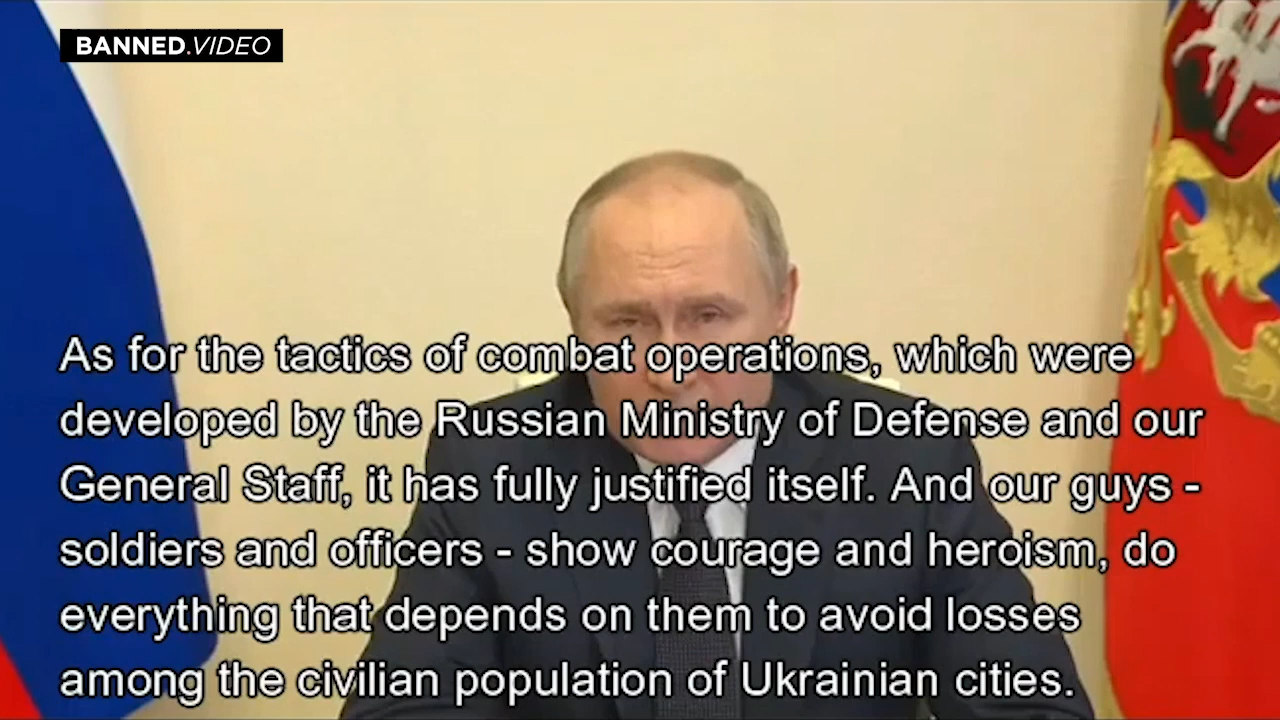 BANNED.VIDEO
As for the tactics of combat operations, which were
developed by the Russian Ministry of Defense and our
General Staff, it has fully justified itself. And our guys -
soldiers and officers - show courage and heroism, do
everything that depends on them to avoid losses
among the civilian population of Ukrainian cities.